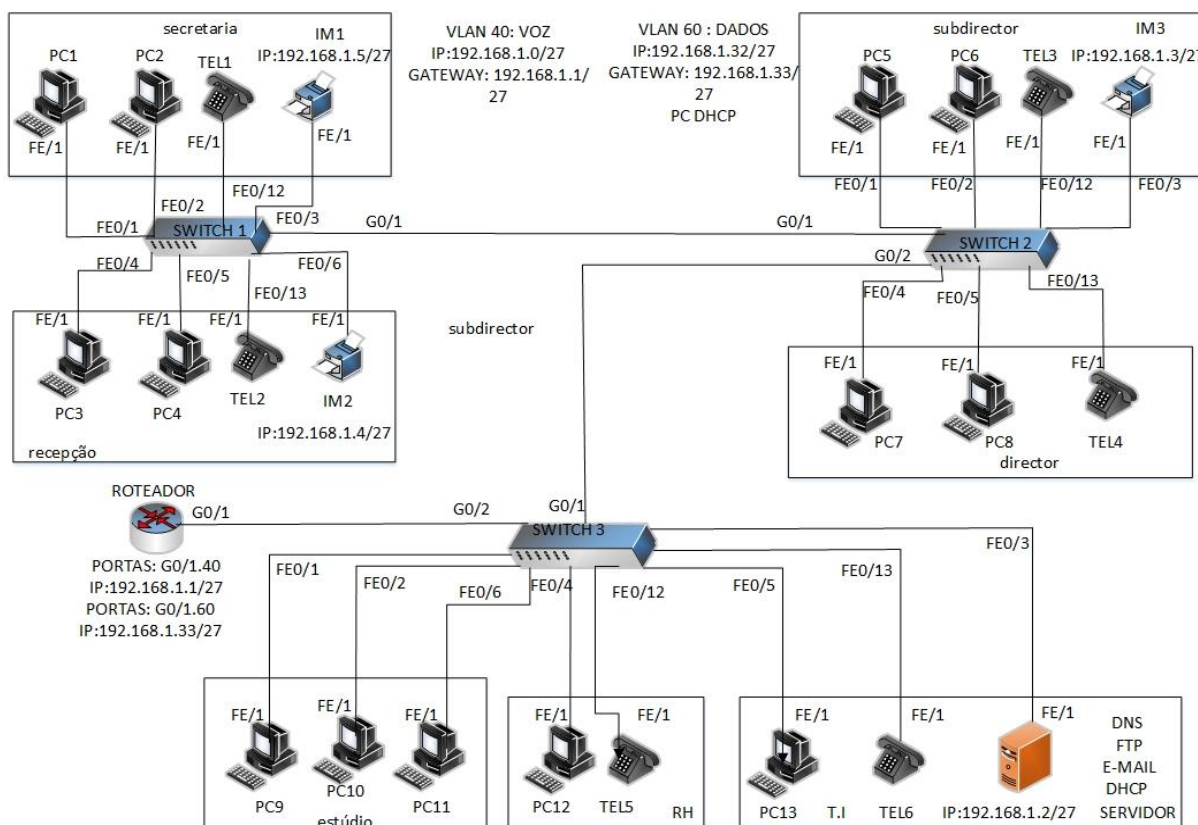 secretaria
IM1
IP:192.168.1.5/27
PC1
PC2
TEL1
FE/1
FE/1
FE/1
FE/1
VLAN 40: VOZ
IP:192.168.1.0/27
GATEWAY: 192.168.1.1/
27
VLAN 60 : DADOS
IP:192.168.1.32/27
GATEWAY: 192.168.1.33/
27
PC DHCP
subdirector
IM3
IP:192.168.1.3/27
PC5
PC6
TEL3
FE/1
FE/1
FE/1
FE/1
FE0/1
FE0/2
FE0/12
FE0/3
SWITCH 1
G0/1
FE0/1
FE0/2
FE0/12
FE0/3
SWITCH 2
G0/2
FE0/4
FE0/5
FE0/13
FE0/6
FE0/4
FE0/5
FE0/13
FE/1
FE/1
FE/1
FE/1
PC3
PC4
TEL2
IM2
IP:192.168.1.4/27
recepção
subdirector
FE/1
FE/1
FE/1
PC7
PC8
TEL4
director
ROTEADOR
G0/1
PORTAS: G0/1.40
IP:192.168.1.1/27
PORTAS: G0/1.60
IP:192.168.1.33/27
G0/2
G0/1
SWITCH 3
FE0/1
FE0/2
FE0/6
FE0/4
FE0/12
FE0/5
FE0/13
FE0/3
FE/1
FE/1
FE/1
PC9
PC10
PC11
estúdio
FE/1
FE/1
PC12
TEL5
RH
FE/1
FE/1
FE/1
PC13
T.I
TEL6
IP:192.168.1.2/27
DNS
FTP
E-MAIL
DHCP
SERVIDOR